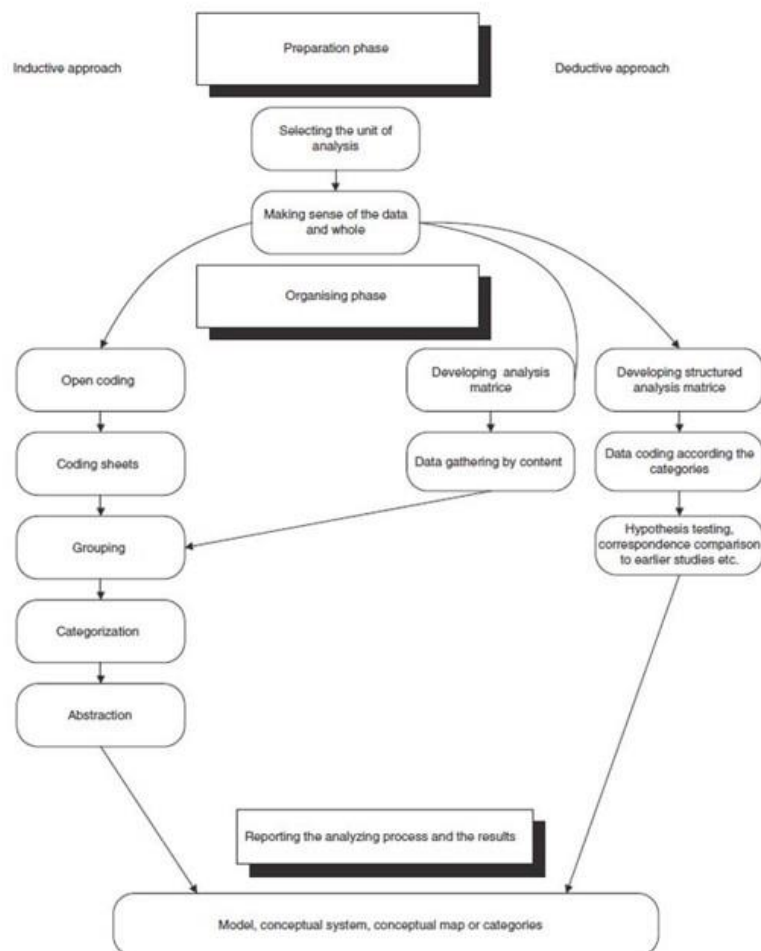 Preparation phase
Inductive approach
Deductive approach
Selecting the unit of
analysis
Making sense of the data
and whole
Organising phase
Open coding
Developing analysis
matrice
Developing structured
analysis matrice
Coding sheets
Data gathering by content
Data coding according the
categories
Grouping
Hypothesis testing,
correspondence comparison
to earlier studies etc.
Categorization
Abstraction
Reporting the analyzing process and the results
Model, conceptual system, conceptual map or categories